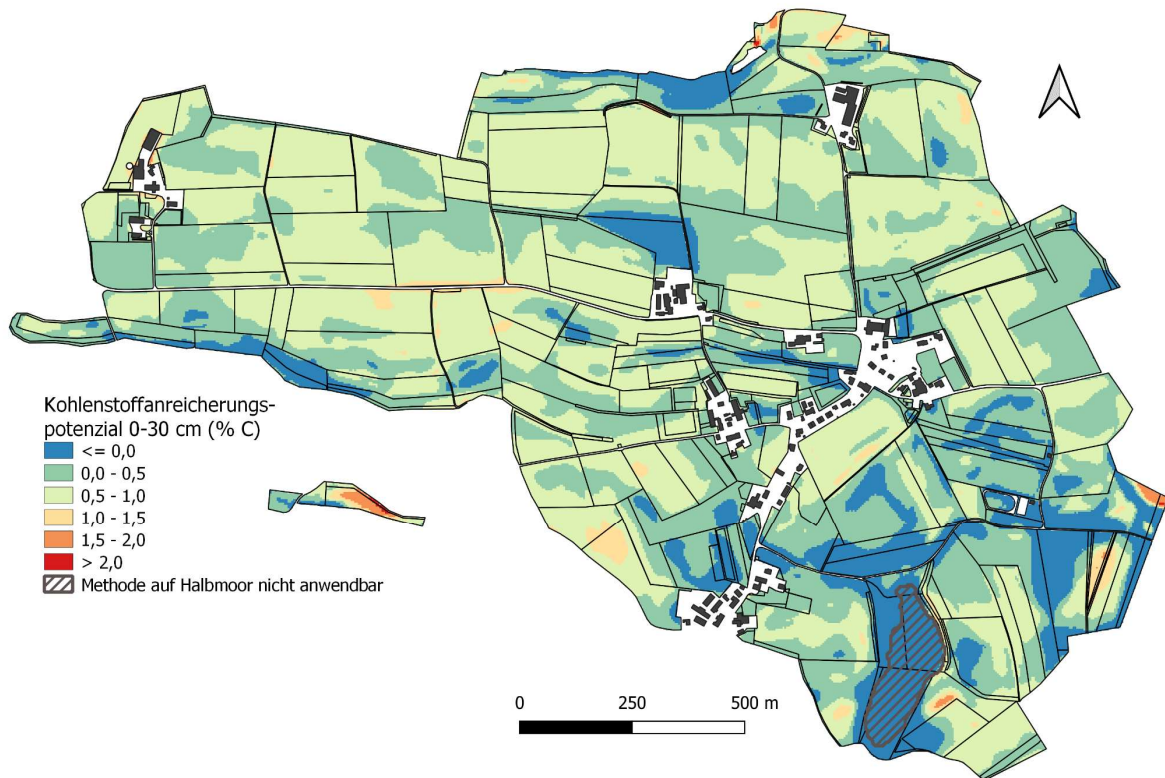 Kohlenstoffanreicherungs-
potenzial 0-30 cm (% C)
<= 0,0
0,0 - 0,5
0,5 - 1,0
1,0 - 1,5
1,5 - 2,0
> 2,0
Methode auf Halbmoor nicht anwendbar
0 250 500 m